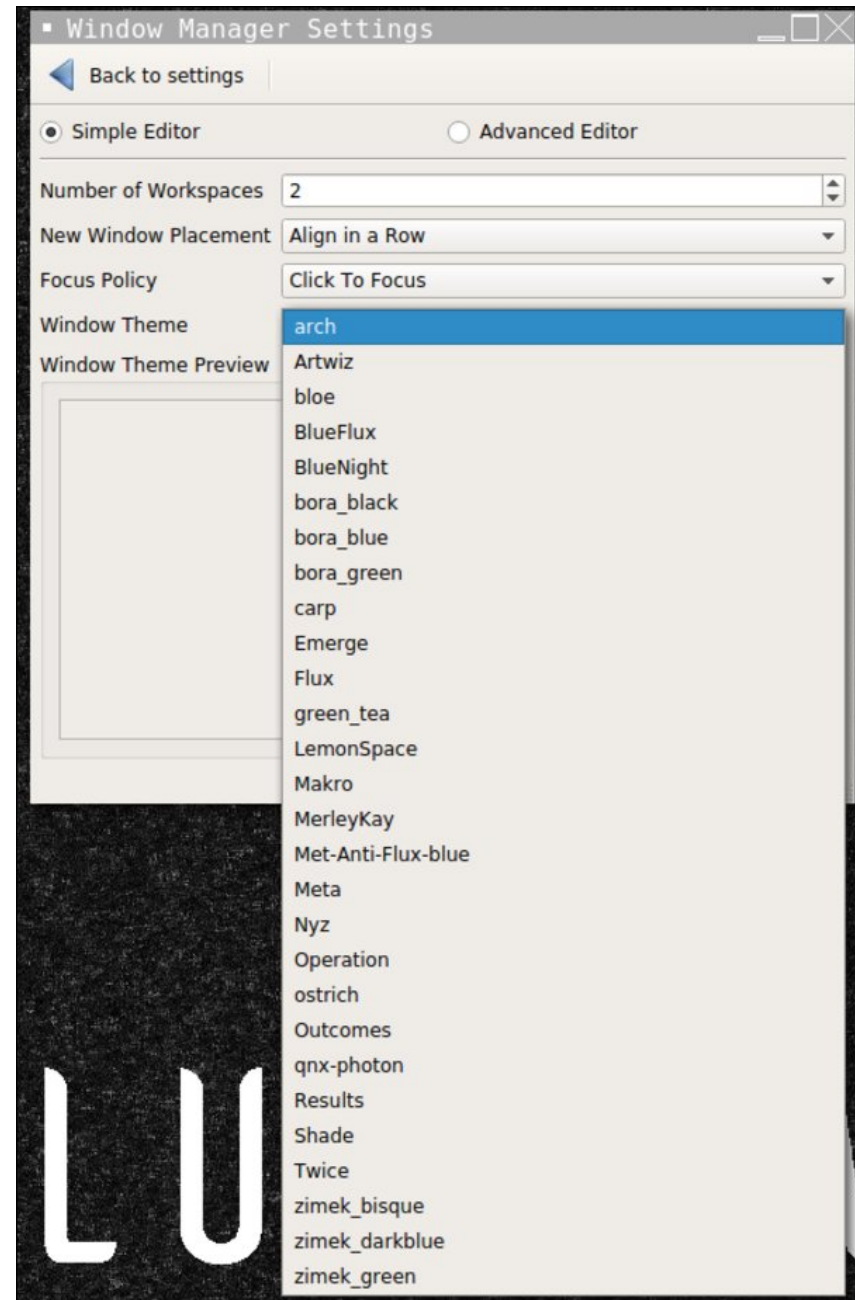 Window Manager Settings
Back to settings
Simple Editor Advanced Editor
Number of Workspaces 2
New Window Placement Align in a Row
Focus Policy Click To Focus
Window Theme arch
Window Theme Preview Artwiz
bloe
BlueFlux
BlueNight
bora_black
bora_blue
bora_green
carp
Emerge
Flux
green_tea
LemonSpace
Makro
MerleyKay
Met-Anti-Flux-blue
Meta
Nyz
Operation
ostrich
Outcomes
qnx-photon
Results
Shade
Twice
zimek_bisque
zimek_darkblue
zimek_green
LU